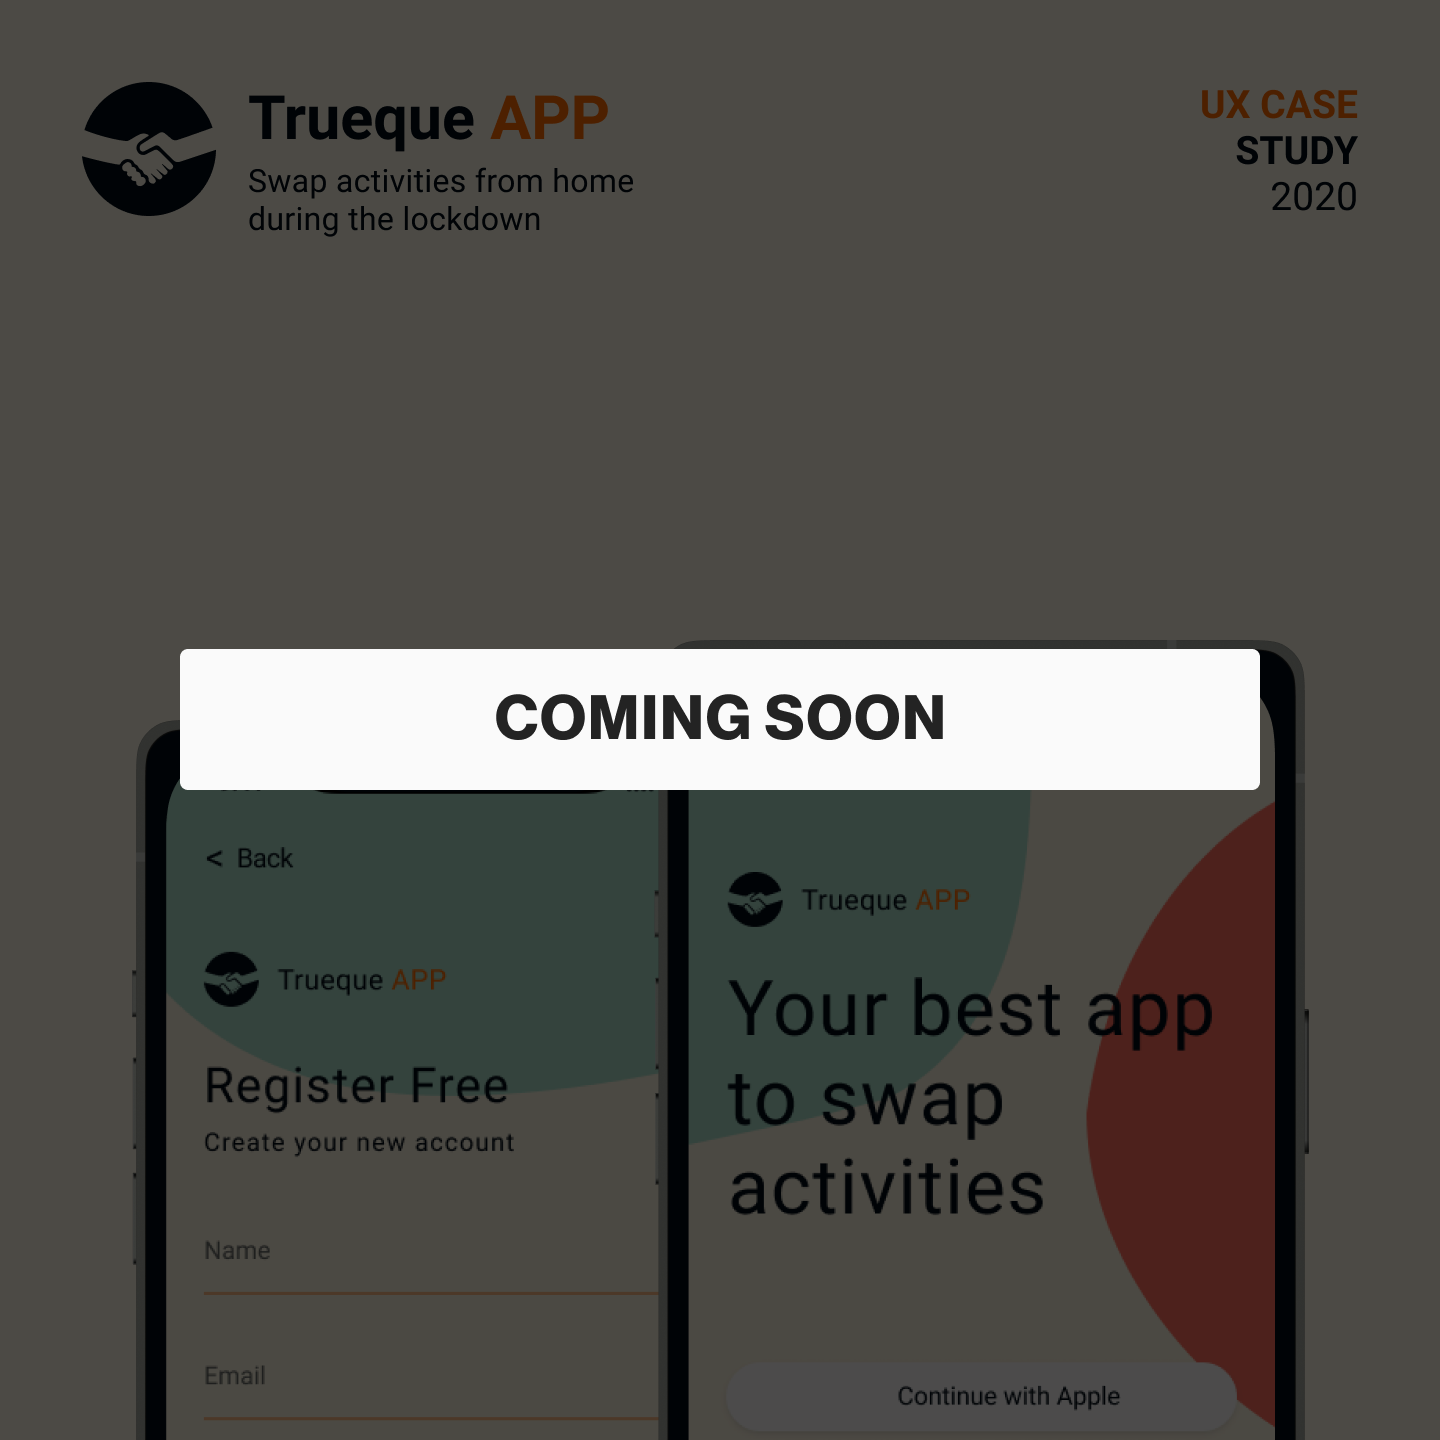 Trueque APP
Swap activities from home
during the lockdown
UX CASE
STUDY
2020
COMING SOON
< Back
Trueque APP
Register Free
Create your new account
Name
Email
Trueque APP
Your best app
to swap
activities
Continue with Apple